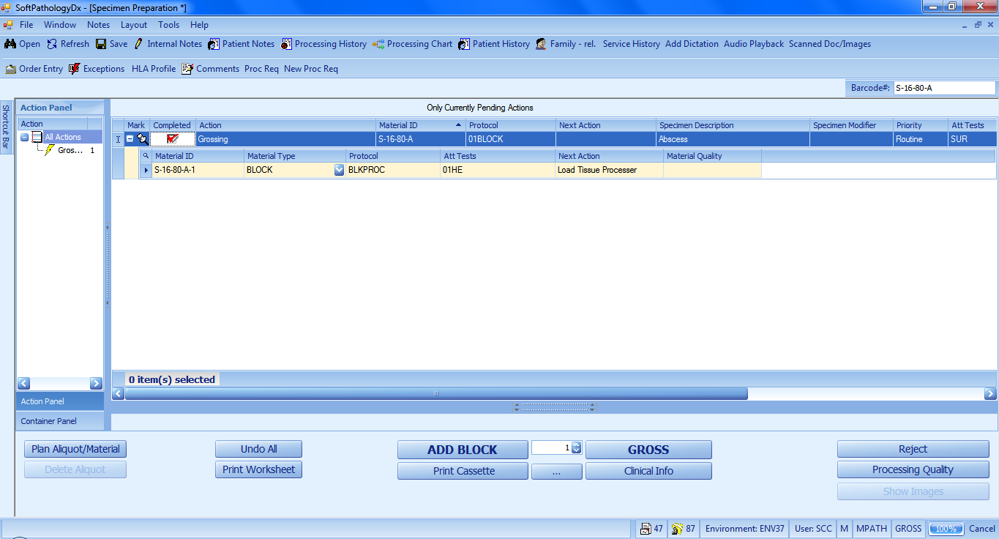 SoftPathologyDx - [Specimen Preparation *]
File Window Notes Layout Tools Help
Open Refresh Save Internal Notes Patient Notes Processing History Processing Chart Patient History Family - rel. Service History Add Dictation Audio Playback Scanned Doc/Images
Order Entry Exceptions HLA Profile Comments Proc Req New Proc Req
Barcode#: S-16-80-A
Shortcut Bar
Action Panel
Only Currently Pending Actions
Action
All Actions
Gros... 1
Mark Completed Action Material ID Protocol Next Action Specimen Description Specimen Modifier Priority Att Tests
Grossing S-16-80-A 01BLOCK Abscess Routine SUR
Material ID Material Type Protocol Att Tests Next Action Material Quality
S-16-80-A-1 BLOCK BLKPROC 01HE Load Tissue Processer
0 item(s) selected
Action Panel
Container Panel
Plan Aliquot/Material Undo All ADD BLOCK 1 GROSS Reject
Delete Aliquot Print Worksheet Print Cassette ... Clinical Info Processing Quality
Show Images
47 87 Environment: ENV37 User: SCC M MPATH GROSS 100% Cancel